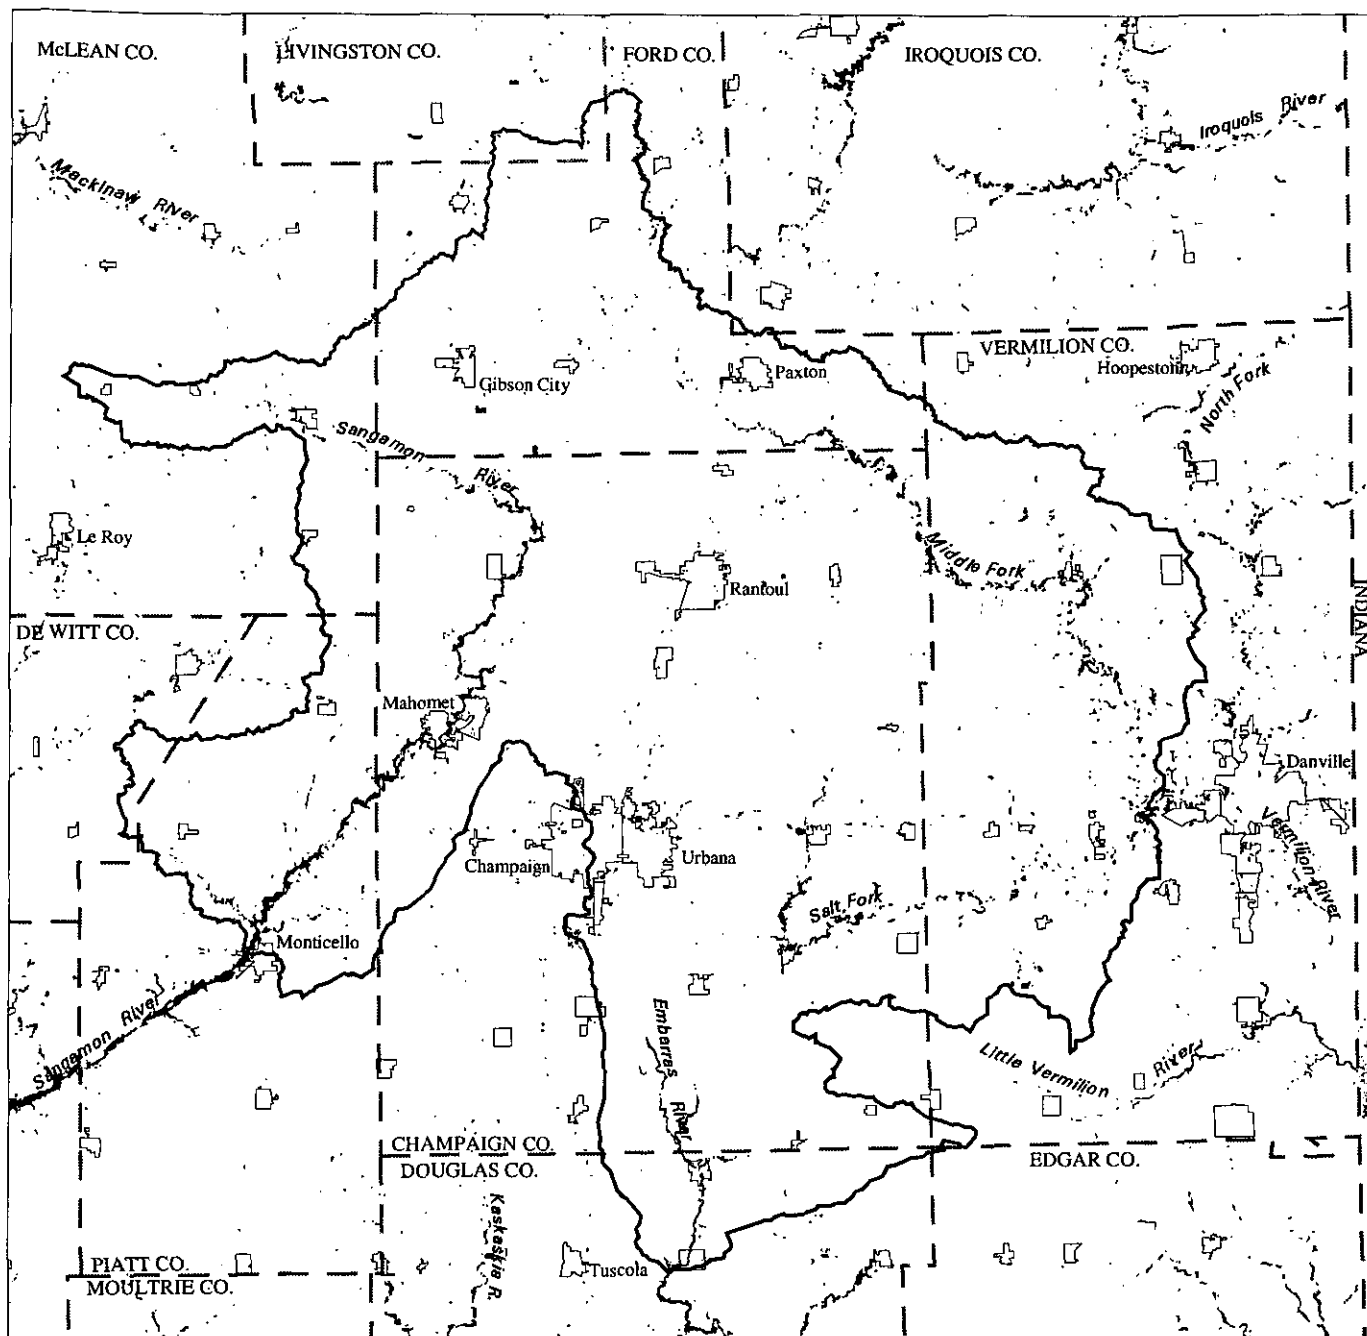 McLEAN CO.
LIVINGSTON CO.
FORD CO.
IROQUOIS CO.
Iroquois River
Mackinaw River
VERMILION CO.
Hoopeston
North Fork
Gibson City
Paxton
Sangamon River
Le Roy
Middle Fork
Rantoul
INDIANA
DE WITT CO.
Mahomet
Danville
Vermilion River
Champaign
Urbana
Salt Fork
Monticello
Sangamon River
Embarras River
Little Vermilion River
CHAMPAIGN CO.
DOUGLAS CO.
EDGAR CO.
Kaskaskia R.
Tuscola
PIATT CO.
MOULTRIE CO.